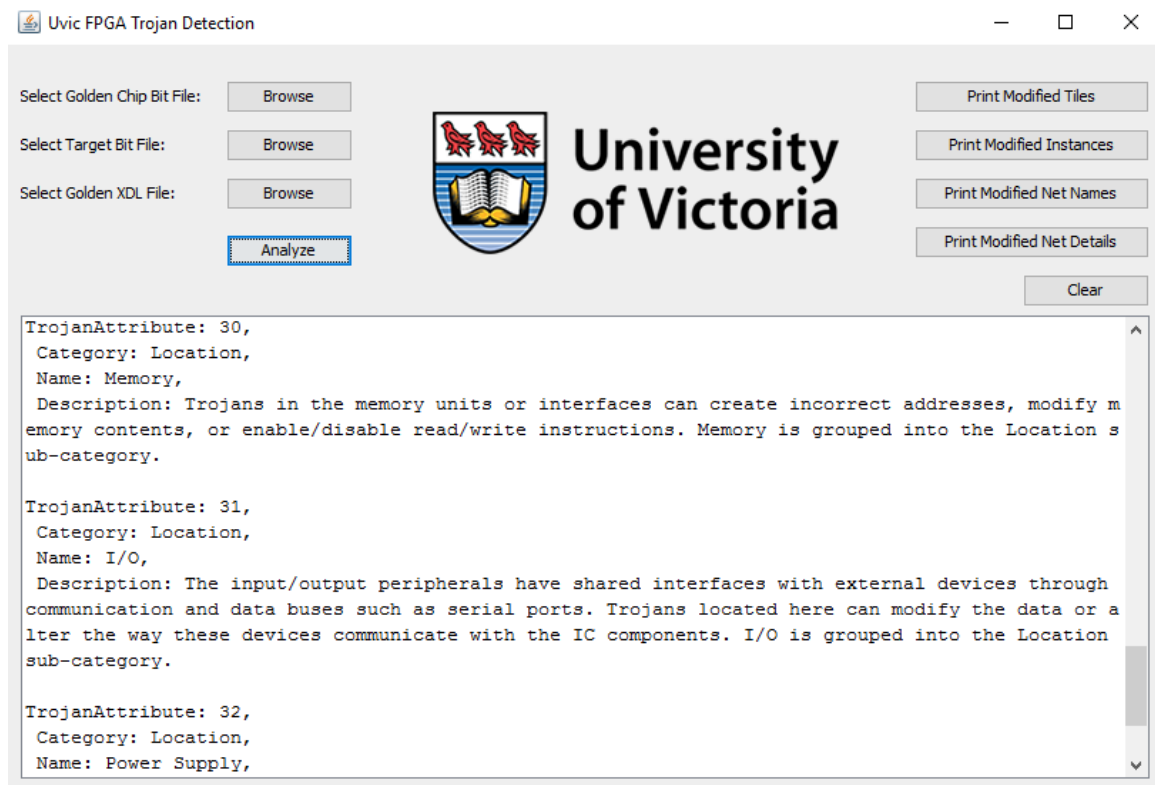 Uvic FPGA Trojan Detection
Select Golden Chip Bit File:
Browse
Print Modified Tiles
Select Target Bit File:
Browse
Print Modified Instances
Select Golden XDL File:
Browse
Print Modified Net Names
University
of Victoria
Analyze
Print Modified Net Details
Clear
TrojanAttribute: 30,
Category: Location,
Name: Memory,
Description: Trojans in the memory units or interfaces can create incorrect addresses, modify m
emory contents, or enable/disable read/write instructions. Memory is grouped into the Location s
ub-category.
TrojanAttribute: 31,
Category: Location,
Name: I/O,
Description: The input/output peripherals have shared interfaces with external devices through
communication and data buses such as serial ports. Trojans located here can modify the data or a
lter the way these devices communicate with the IC components. I/O is grouped into the Location
sub-category.
TrojanAttribute: 32,
Category: Location,
Name: Power Supply,